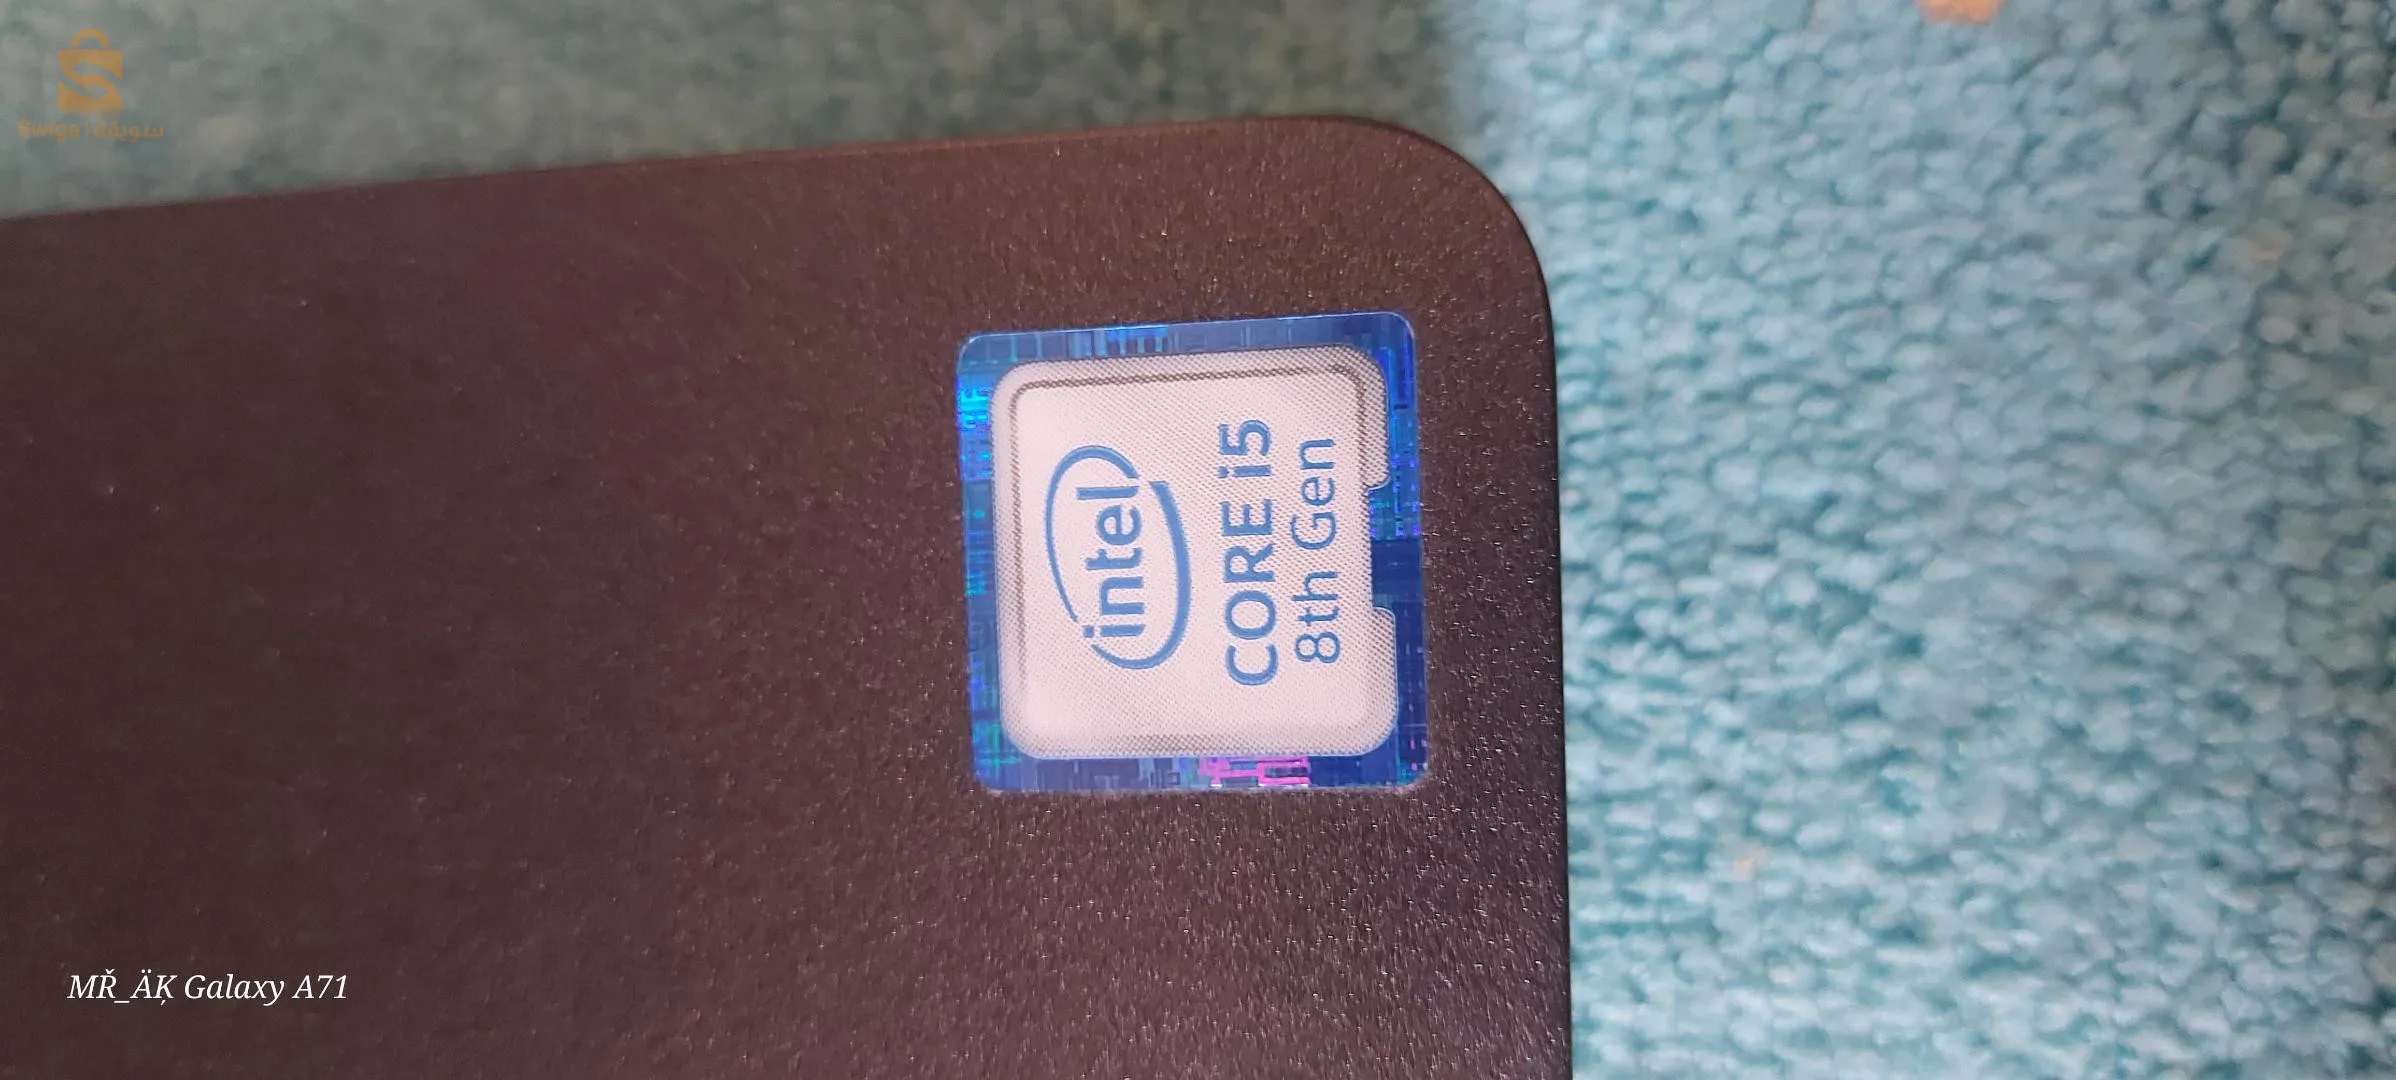 Swiga سويقة
intel
CORE i5
8th Gen
MŘ_ÄĶ Galaxy A71